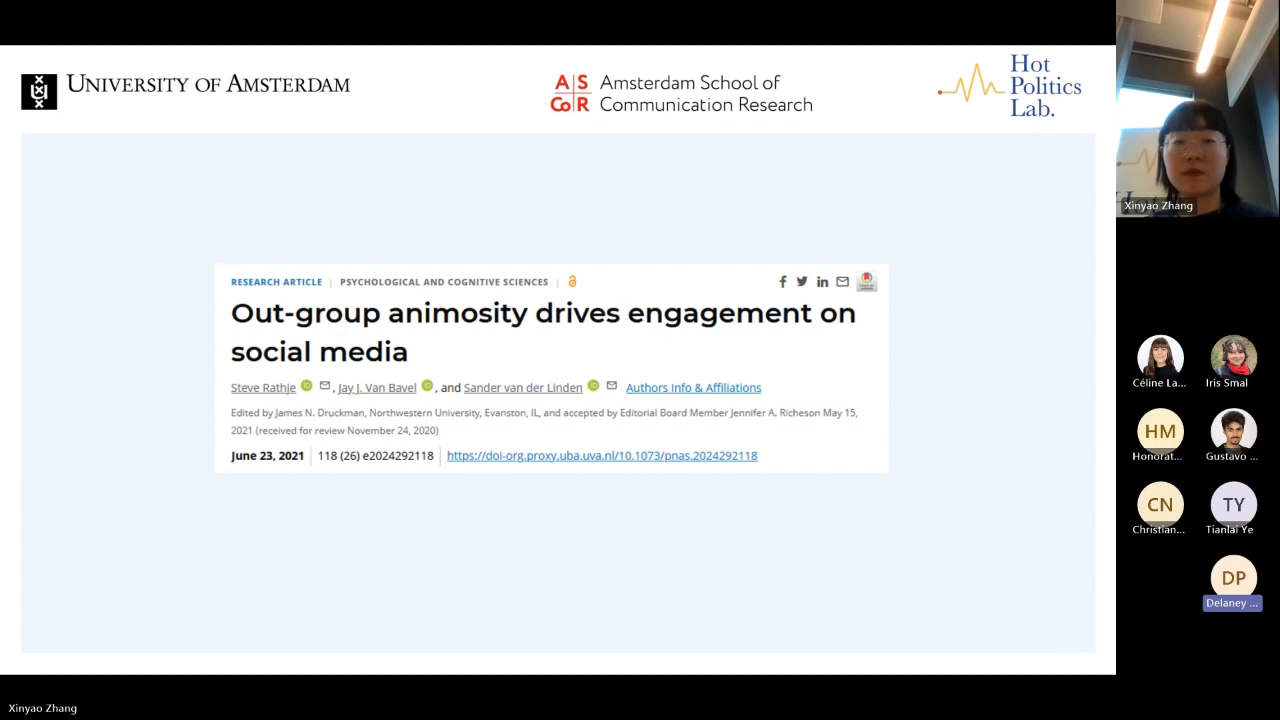 UNIVERSITY OF AMSTERDAM
A S
Co R
Amsterdam School of
Communication Research
Hot
Politics
Lab.
Xinyao Zhang
RESEARCH ARTICLE | PSYCHOLOGICAL AND COGNITIVE SCIENCES |
Out-group animosity drives engagement on
social media
Steve Rathje , Jay J. Van Bavel , and Sander van der Linden Authors Info & Affiliations
Edited by James N. Druckman, Northwestern University, Evanston, IL, and accepted by Editorial Board Member Jennifer A. Richeson May 15,
2021 (received for review November 24, 2020)
June 23, 2021 | 118 (26) e2024292118 | https://doi-org.proxy.uba.uva.nl/10.1073/pnas.2024292118
Céline La...
Iris Smal
HM
Honorat...
Gustavo ...
CN
Christian...
TY
Tianlai Ye
DP
Delaney ...
Xinyao Zhang